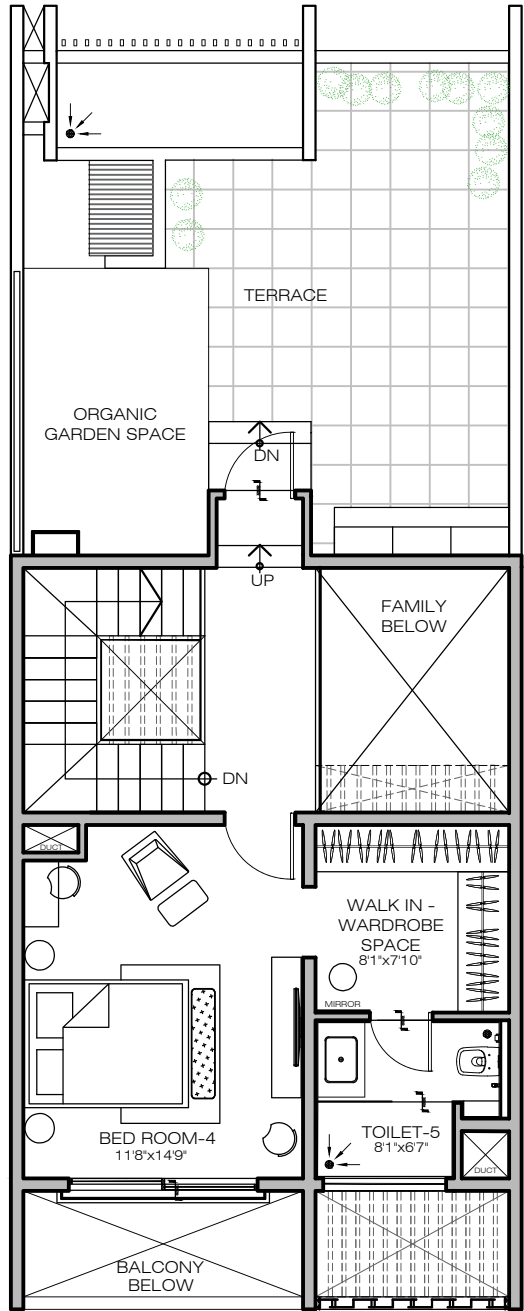 TERRACE
ORGANIC
GARDEN SPACE
DN
UP
FAMILY
BELOW
DN
DUCT
WALK IN -
WARDROBE
SPACE
8'1"x7'10"
MIRROR
BED ROOM-4
11'8"x14'9"
TOILET-5
8'1"x6'7"
DUCT
BALCONY
BELOW